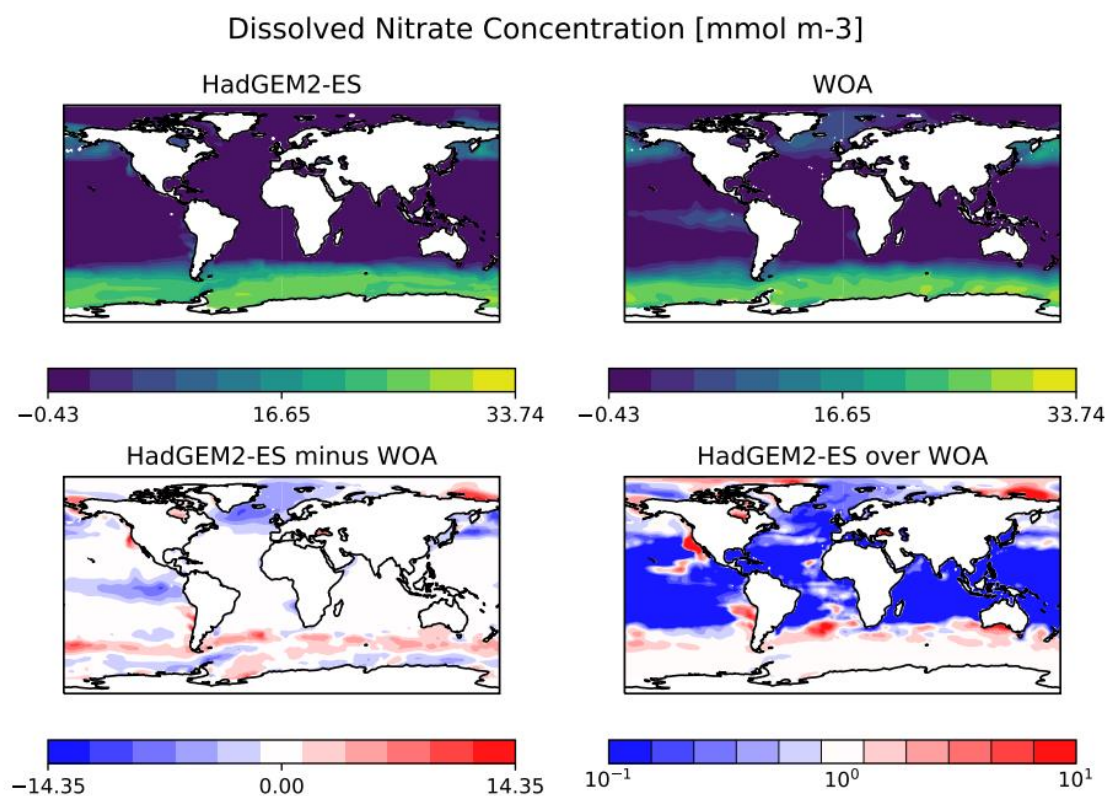 Dissolved Nitrate Concentration [mmol m-3]
HadGEM2-ES
WOA
−0.43 16.65 33.74
−0.43 16.65 33.74
HadGEM2-ES minus WOA
HadGEM2-ES over WOA
−14.35 0.00 14.35
10⁻¹ 10⁰ 10¹